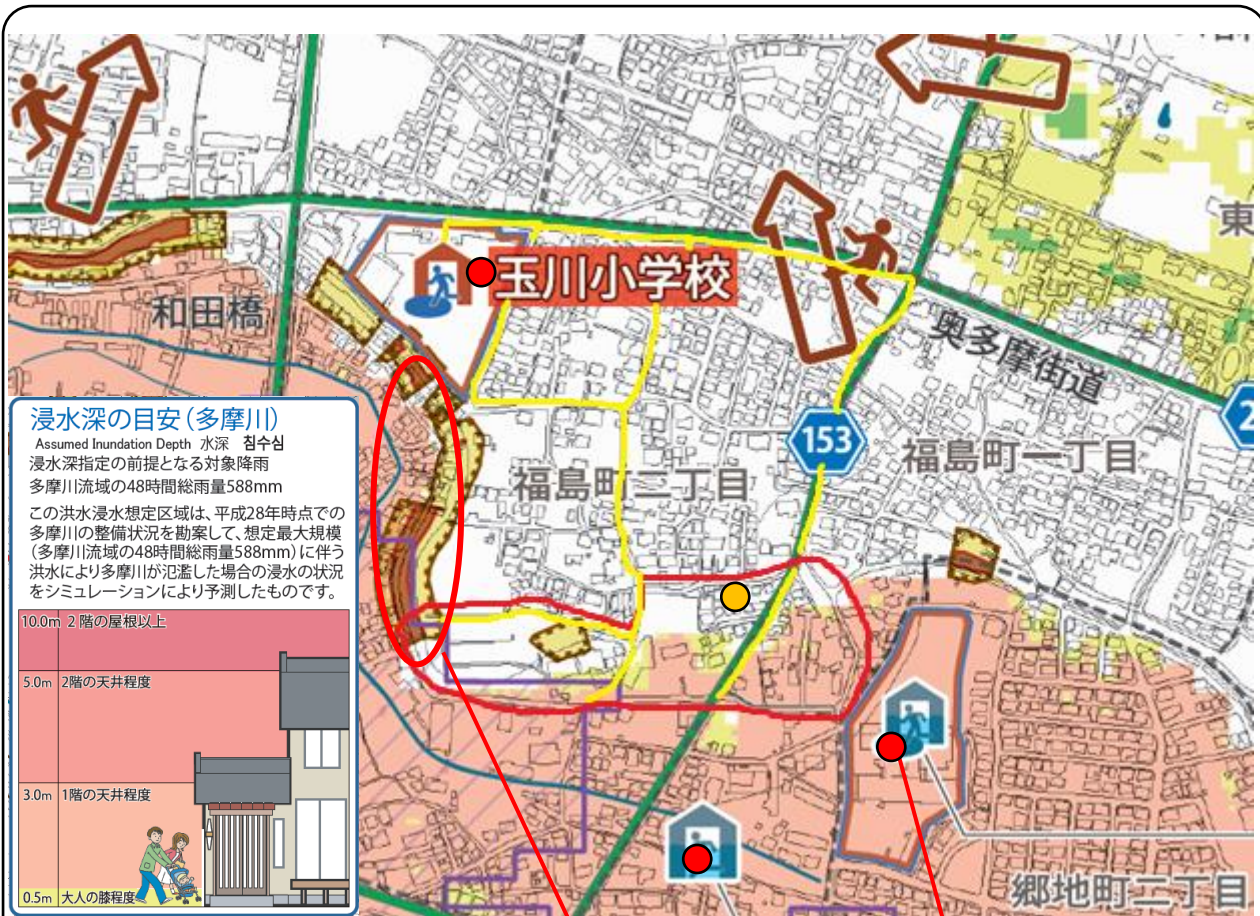 玉川小学校
東
和田橋
奥多摩街道
2
153
福島町一丁目
福島町二丁目
浸水深の目安(多摩川)
Assumed Inundation Depth 水深 침수심
浸水深指定の前提となる対象降雨
多摩川流域の48時間総雨量588mm
この洪水浸水想定区域は、平成28年時点での
多摩川の整備状況を勘案して、想定最大規模
(多摩川流域の48時間総雨量588mm)に伴う
洪水により多摩川が氾濫した場合の浸水の状況
をシミュレーションにより予測したものです。
10.0m 2階の屋根以上
5.0m 2階の天井程度
3.0m 1階の天井程度
0.5m 大人の膝程度
郷地町二丁目